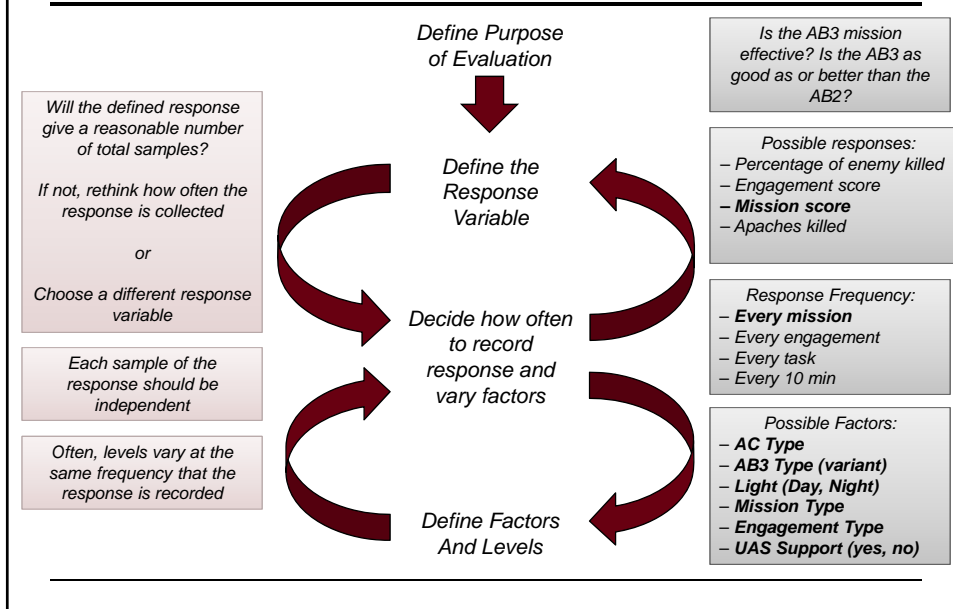 Define Purpose
of Evaluation
Is the AB3 mission
effective? Is the AB3 as
good as or better than the
AB2?
Will the defined response
give a reasonable number
of total samples?
If not, rethink how often the
response is collected
or
Choose a different response
variable
Define the
Response
Variable
Possible responses:
– Percentage of enemy killed
– Engagement score
– Mission score
– Apaches killed
Each sample of the
response should be
independent
Decide how often
to record
response and
vary factors
Response Frequency:
– Every mission
– Every engagement
– Every task
– Every 10 min
Often, levels vary at the
same frequency that the
response is recorded
Define Factors
And Levels
Possible Factors:
– AC Type
– AB3 Type (variant)
– Light (Day, Night)
– Mission Type
– Engagement Type
– UAS Support (yes, no)